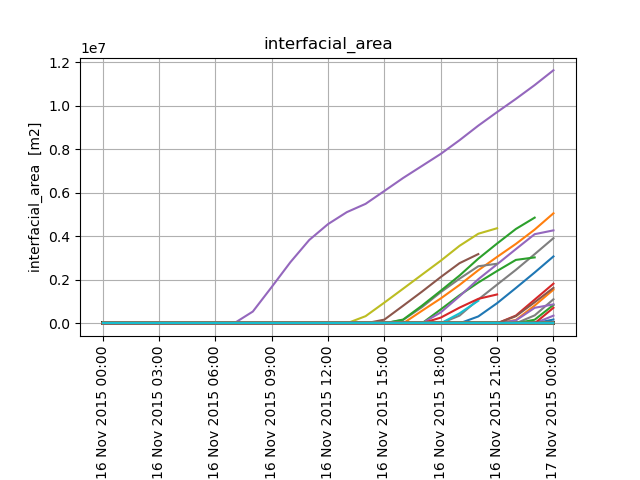 interfacial_area
1e7
1.2
1.0
0.8
0.6
0.4
0.2
0.0
interfacial_area [m2]
16 Nov 2015 00:00
16 Nov 2015 03:00
16 Nov 2015 06:00
16 Nov 2015 09:00
16 Nov 2015 12:00
16 Nov 2015 15:00
16 Nov 2015 18:00
16 Nov 2015 21:00
17 Nov 2015 00:00